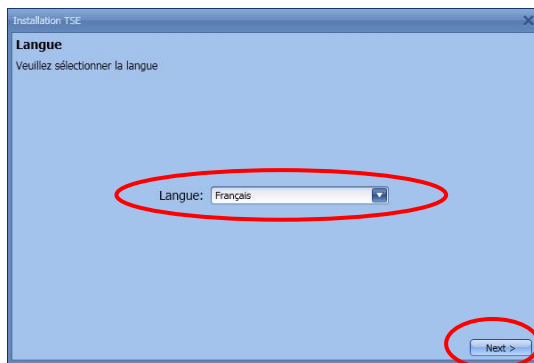 Installation TSE
Langue
Veuillez sélectionner la langue
Langue: Français
Next >